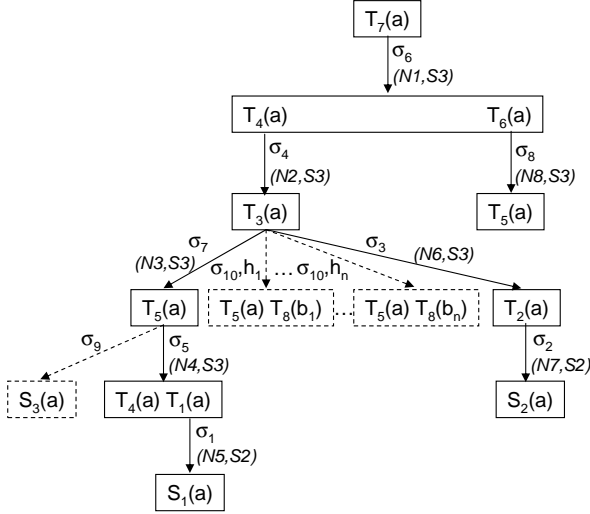 T₇(a)
σ₆
(N1,S3)
T₄(a) T₆(a)
σ₄ σ₈
(N2,S3) (N8,S3)
T₃(a) T₅(a)
σ₇ σ₃
(N3,S3) σ₁₀,h₁ ... σ₁₀,hₙ (N6,S3)
T₅(a) T₅(a) T₈(b₁) ... T₅(a) T₈(bₙ) T₂(a)
σ₉ σ₅ σ₂
(N4,S3) (N7,S2)
S₃(a) T₄(a) T₁(a) S₂(a)
σ₁
(N5,S2)
S₁(a)